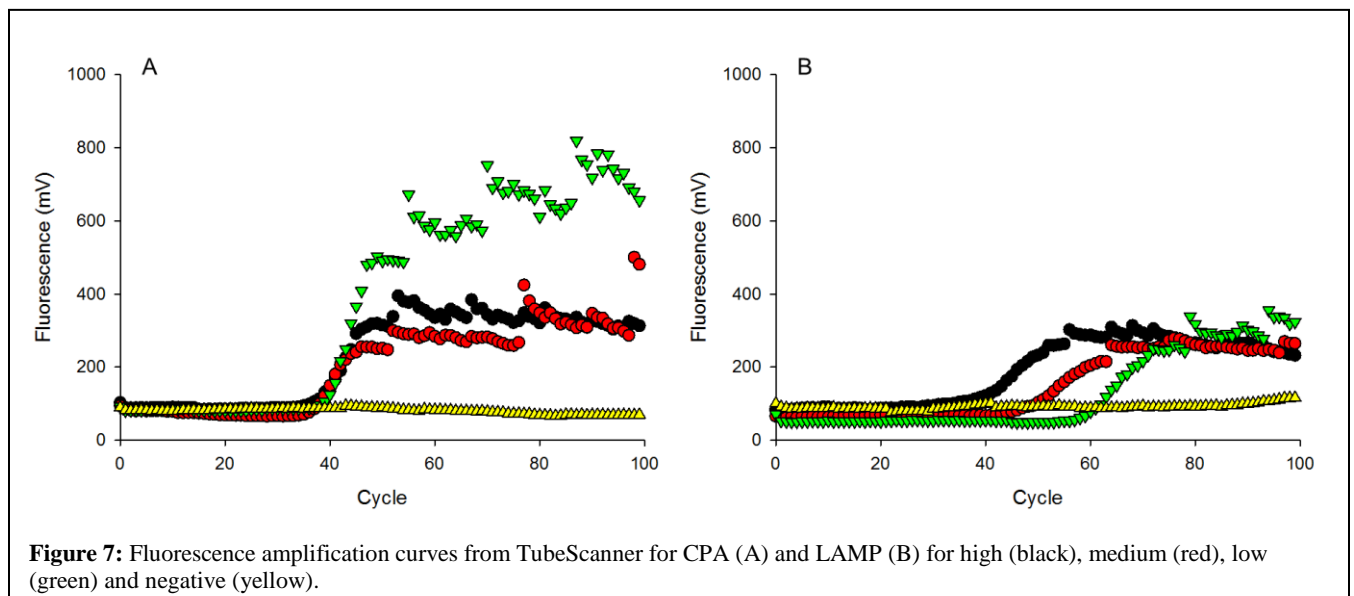 A
B
1000
800
600
400
200
0
Fluorescence (mV)
0 20 40 60 80 100
Cycle
1000
800
600
400
200
0
Fluorescence (mV)
0 20 40 60 80 100
Cycle
Figure 7: Fluorescence amplification curves from TubeScanner for CPA (A) and LAMP (B) for high (black), medium (red), low
(green) and negative (yellow).